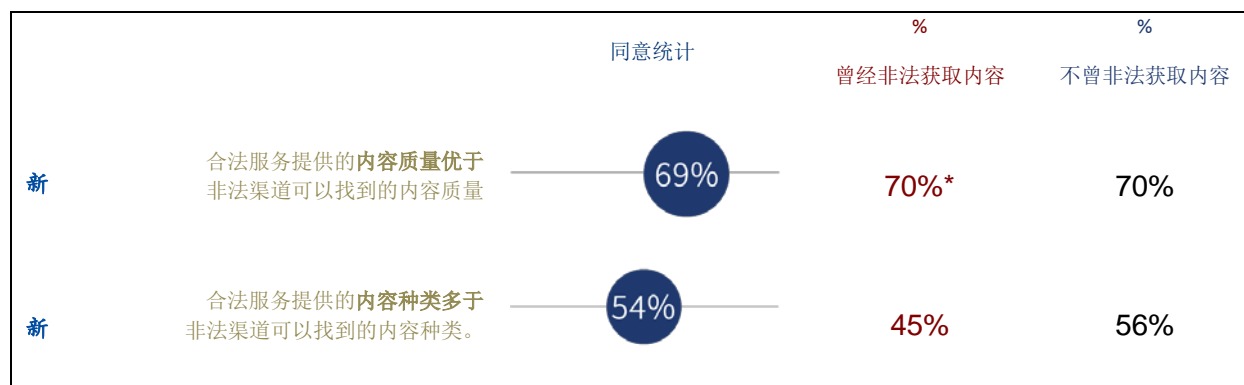 % %
同意统计
曾经非法获取内容 不曾非法获取内容
合法服务提供的内容质量优于
新 非法渠道可以找到的内容质量 69% 70%* 70%
合法服务提供的内容种类多于
新 非法渠道可以找到的内容种类。 54% 45% 56%